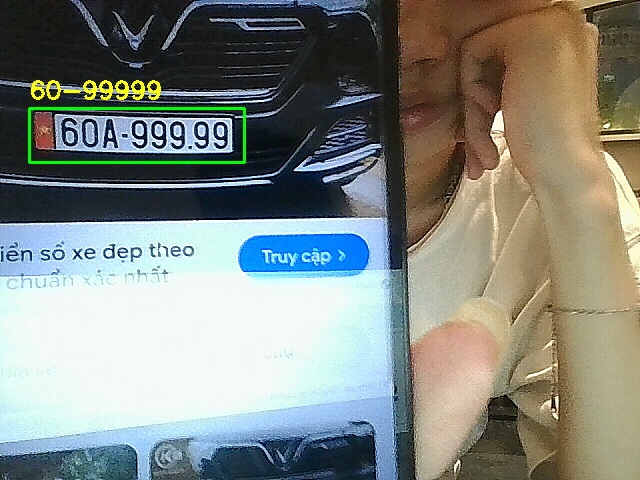 60-99999
60A-999.99
iển số xe đẹp theo
chuẩn xác nhất
Truy cập >